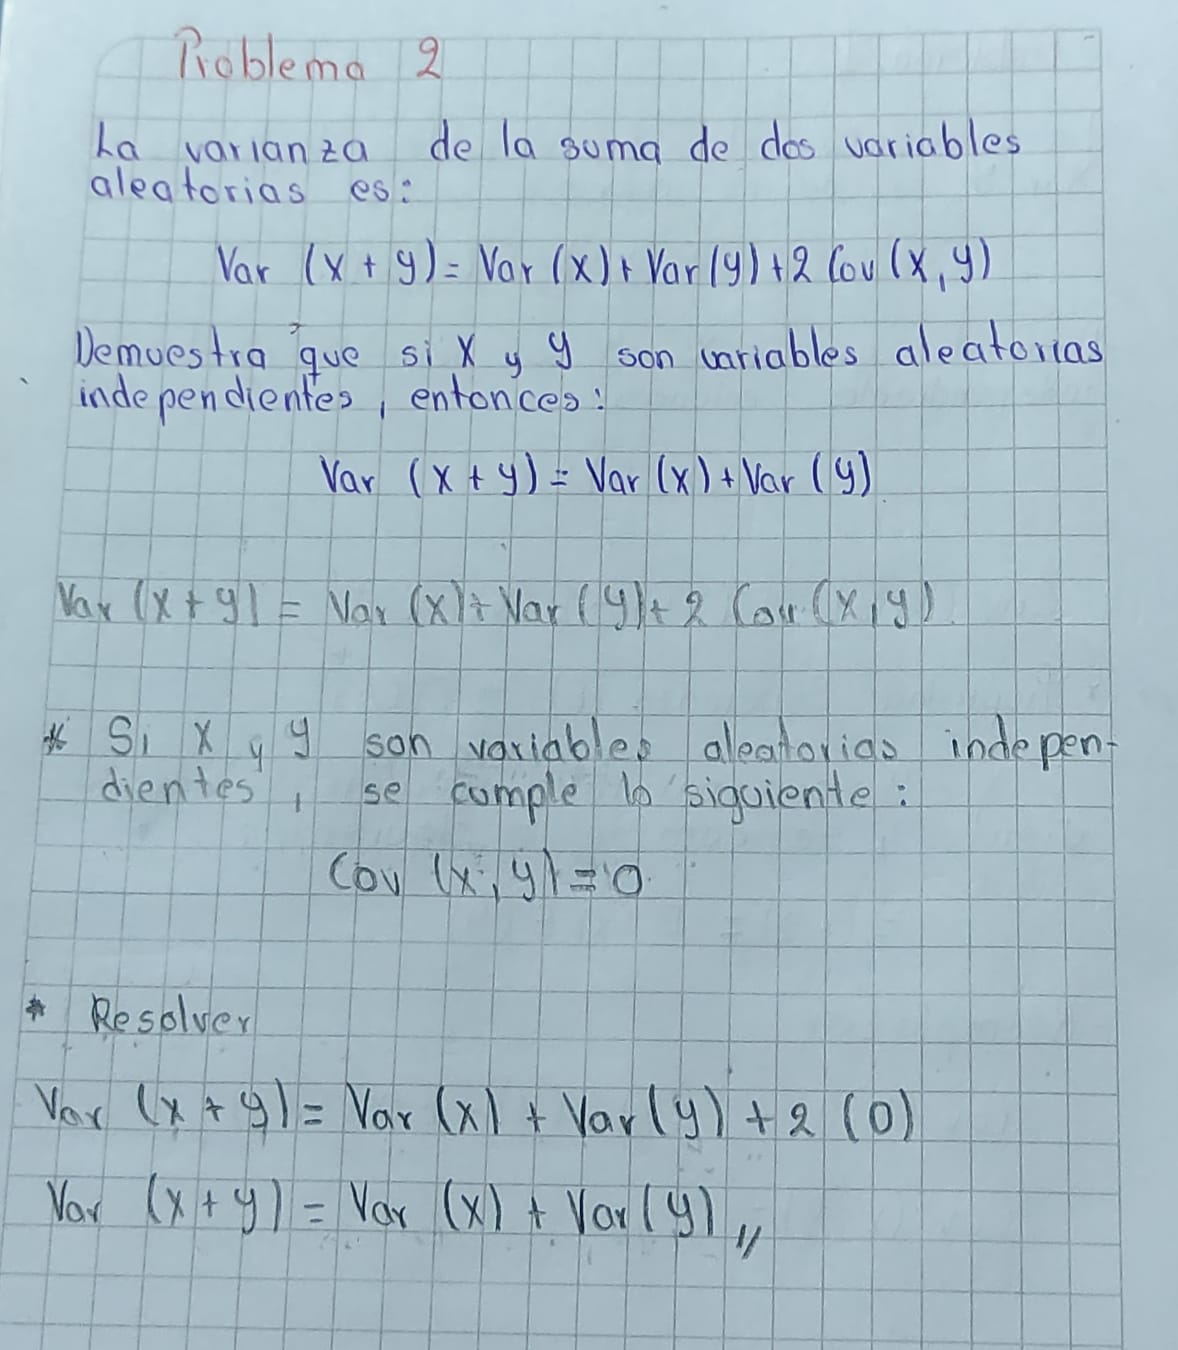 Problema 2
La varianza de la suma de dos variables
aleatorias es:
Var (x + y) = Var (x) + Var (y) + 2 Cov (x, y)
Demuestra que si X y y son variables aleatorias
independientes, entonces:
Var (x + y) = Var (x) + Var (y)
Var (x + y) = Var (x) + Var (y) + 2 Cov (x, y)
* Si X y y son variables aleatorias indepen-
dientes, se cumple lo siguiente:
Cov (x, y) = 0
* Resolver
Var (x + y) = Var (x) + Var (y) + 2 (0)
Var (x + y) = Var (x) + Var (y) //